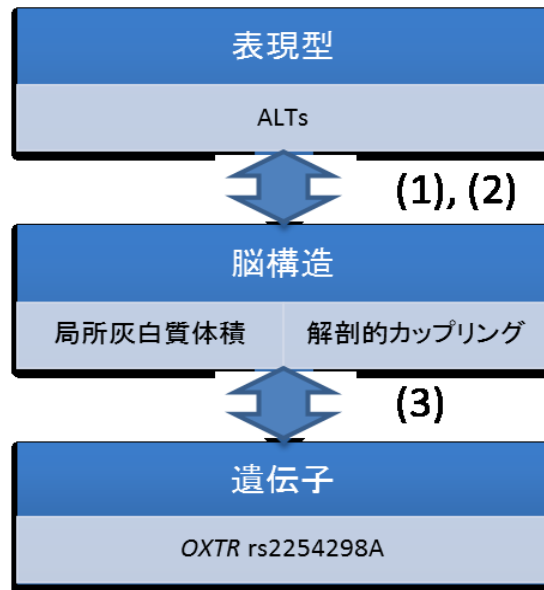 表現型
ALTs
(1), (2)
脳構造
局所灰白質体積
解剖的カップリング
(3)
遺伝子
OXTR rs2254298A